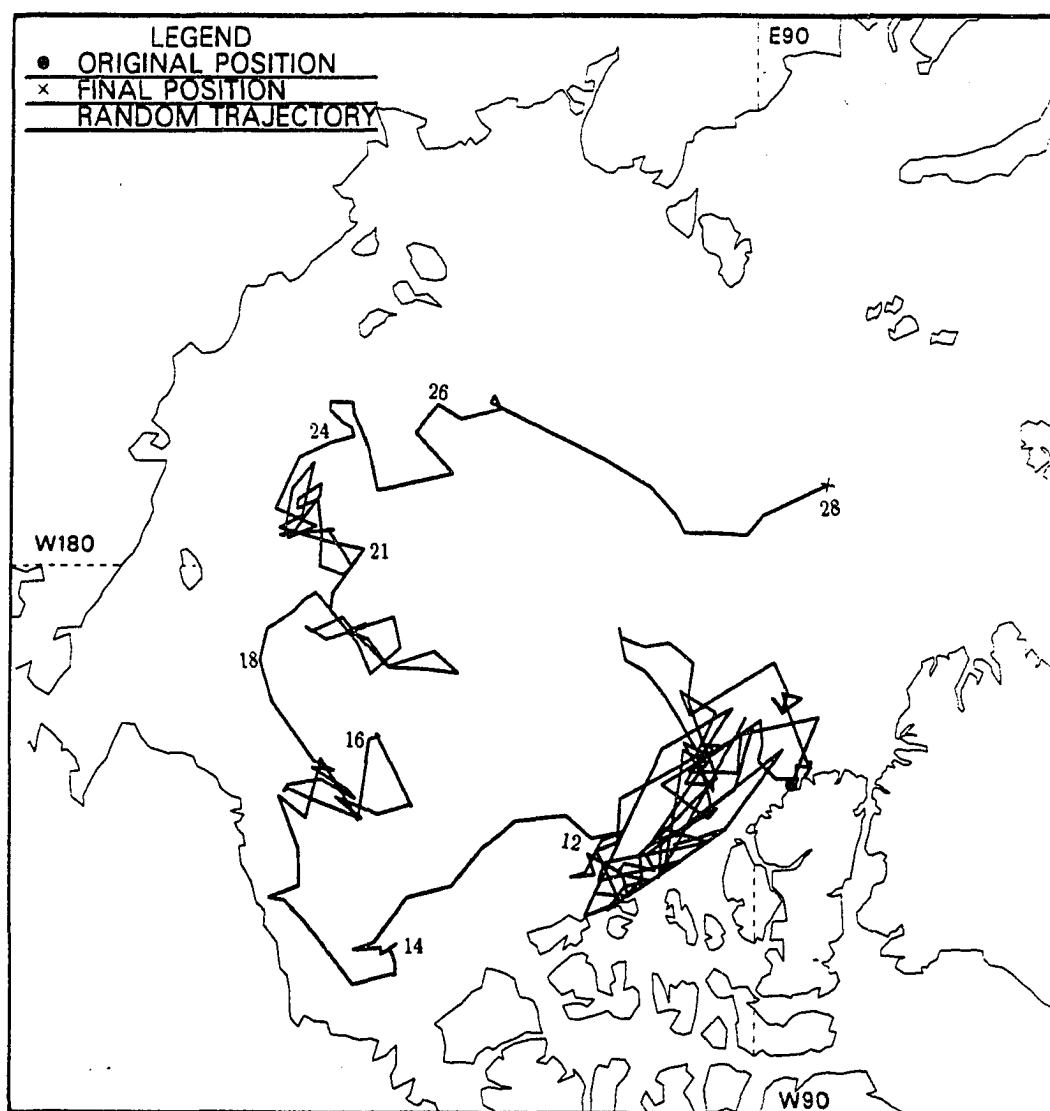 LEGEND
● ORIGINAL POSITION
× FINAL POSITION
RANDOM TRAJECTORY
E90
26
24
28
W180
21
18
16
12
14
W90